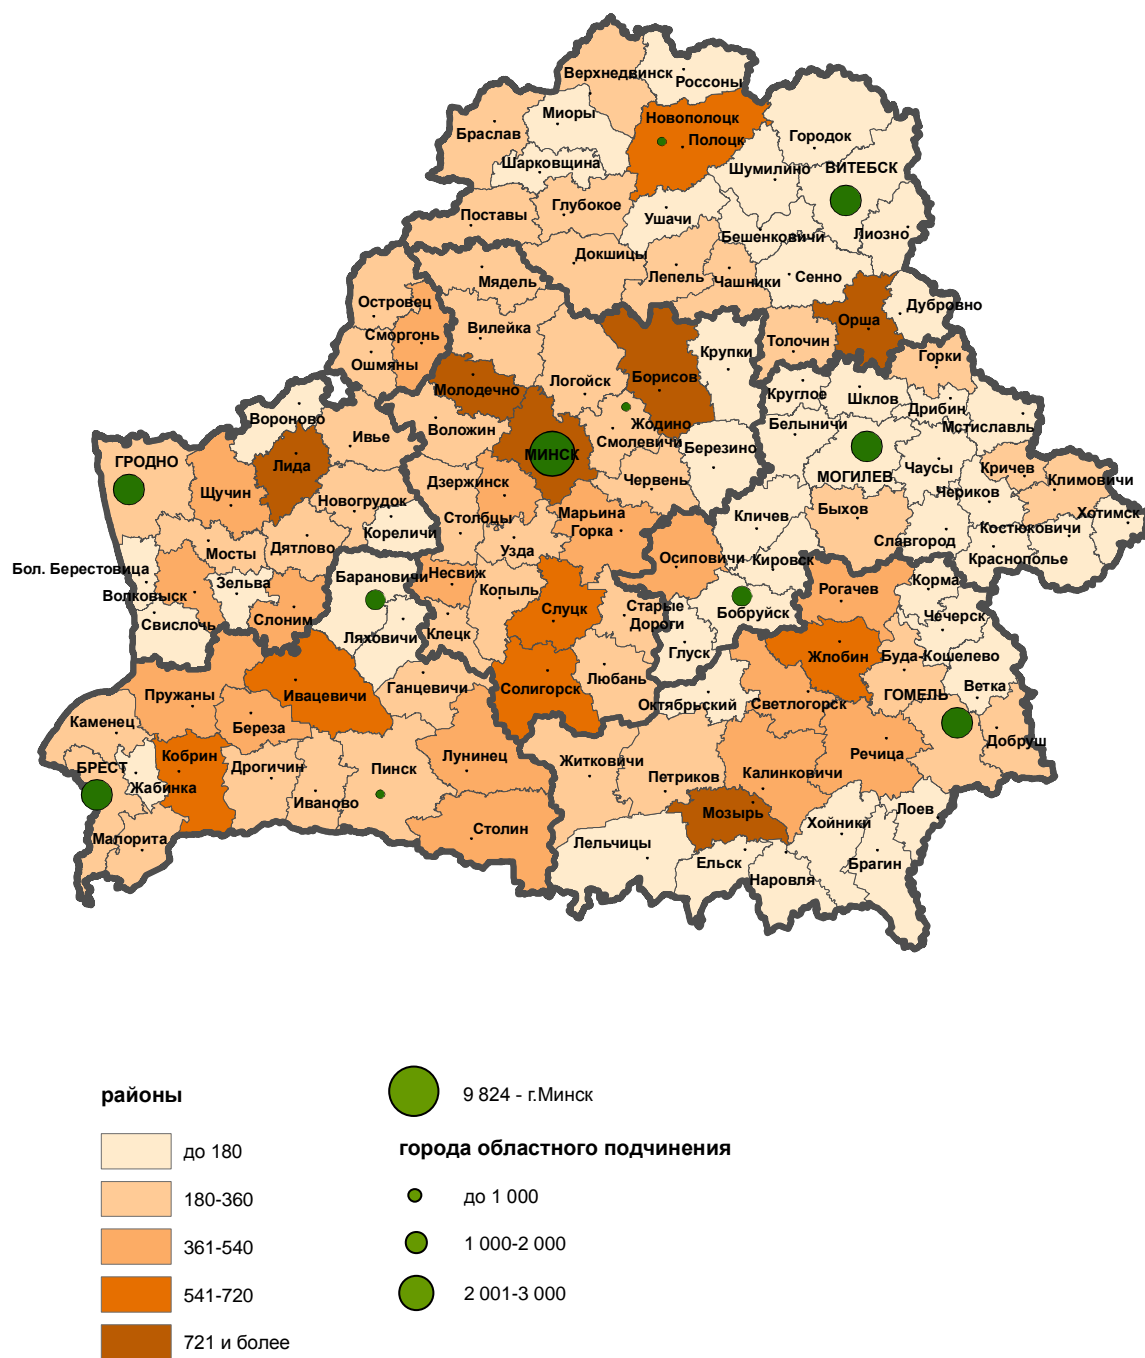 Верхнедвинск
Россоны
Миоры
Новополоцк
Браслав
Полоцк
Городок
Шарковщина
Шумилино
ВИТЕБСК
Поставы
Глубокое
Ушачи
Бешенковичи
Лиозно
Докшицы
Лепель
Чашники
Сенно
Мядель
Островец
Дубровно
Вилейка
Орша
Сморгонь
Толочин
Крупки
Горки
Ошмяны
Молодечно
Логойск
Борисов
Круглое
Шклов
Дрибин
Вороново
Воложин
Жодино
Белыничи
Мстиславль
Ивье
Смолевичи
Березино
ГРОДНО
Лида
МИНСК
МОГИЛЕВ
Чаусы
Кричев
Щучин
Дзержинск
Червень
Климовичи
Чериков
Новогрудок
Столбцы
Марьина
Горка
Быхов
Хотимск
Кореличи
Кличев
Костюковичи
Мосты
Дятлово
Узда
Славгород
Осиповичи
Кировск
Краснополье
Бол. Берестовица
Зельва
Барановичи
Несвиж
Копыль
Корма
Волковыск
Рогачев
Слуцк
Старые
Дороги
Бобруйск
Чечерск
Свислочь
Слоним
Ляховичи
Клецк
Глуск
Жлобин
Буда-Кошелево
Любань
Пружаны
Ивацевичи
Ганцевичи
Солигорск
Октябрьский
Светлогорск
ГОМЕЛЬ
Ветка
Каменец
Береза
Добруш
Кобрин
Лунинец
Речица
БРЕСТ
Дрогичин
Пинск
Житковичи
Петриков
Калинковичи
Жабинка
Иваново
Лоев
Мозырь
Столин
Хойники
Малорита
Лельчицы
Ельск
Брагин
Наровля
районы
до 180
180-360
361-540
541-720
721 и более
9 824 - г.Минск
города областного подчинения
до 1 000
1 000-2 000
2 001-3 000